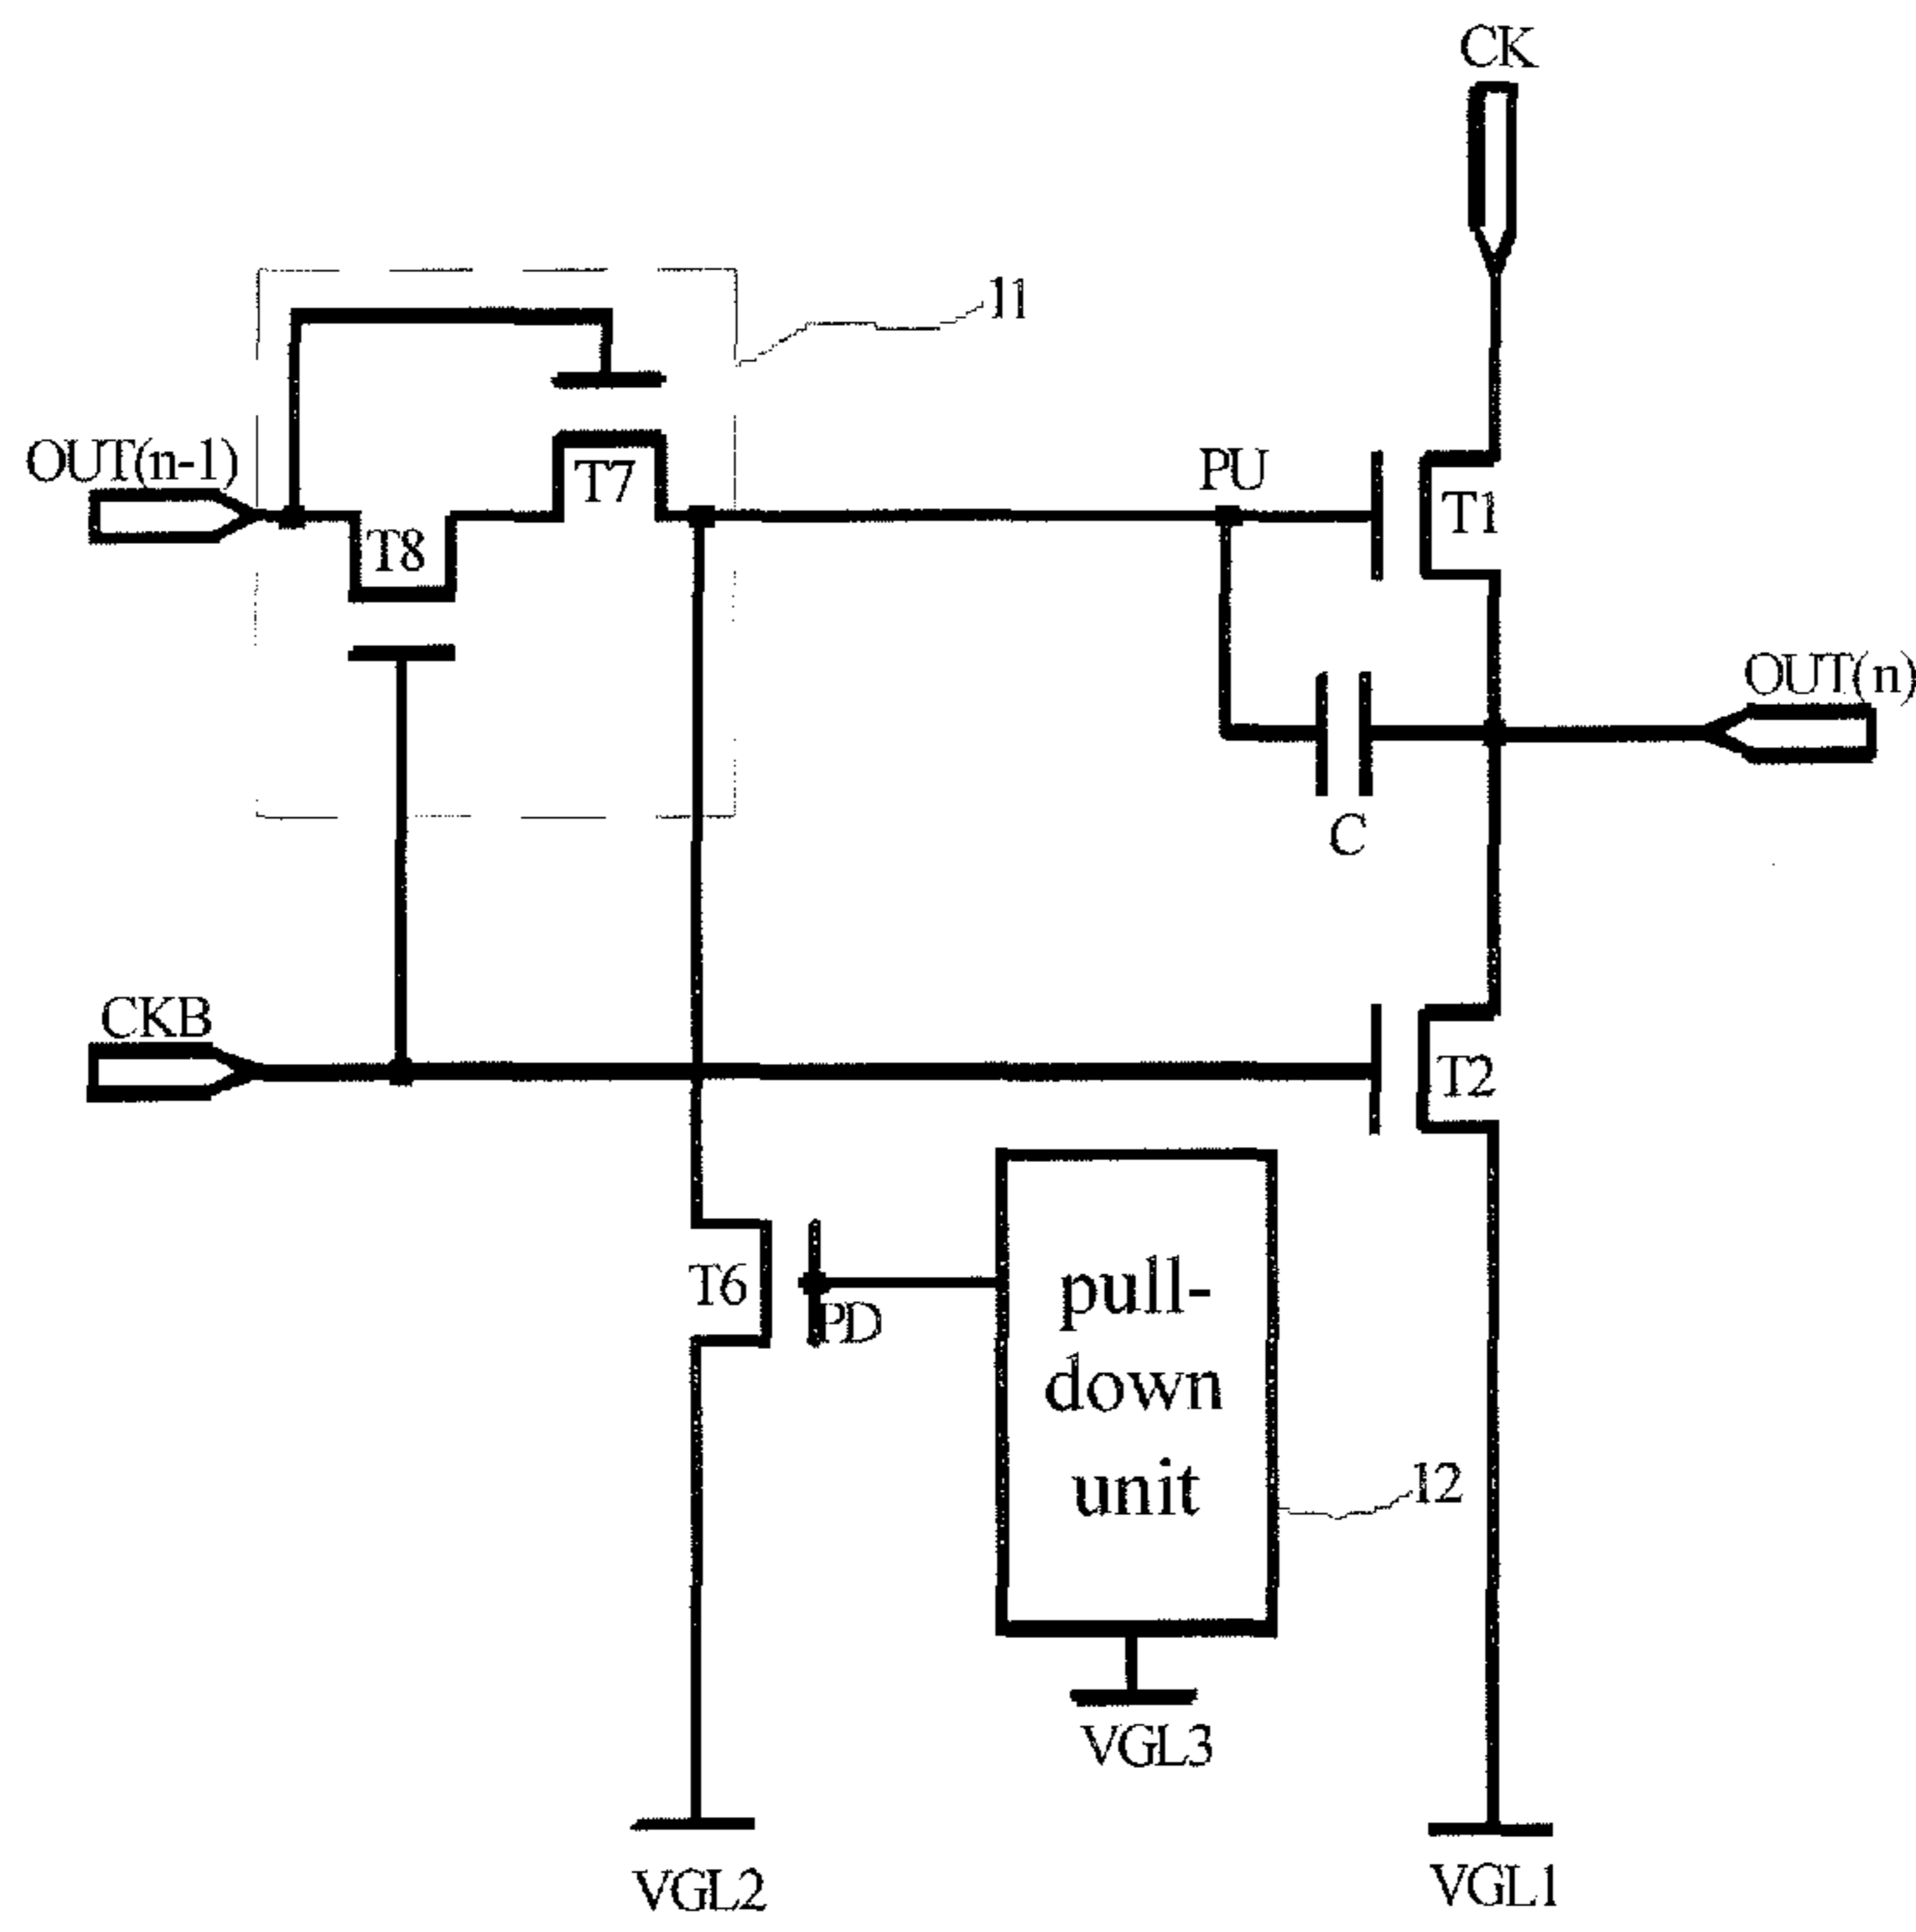 CK
11
OUT(n-1)
T7
PU
T1
T8
OUT(n)
C
CKB
T2
T6
PD
pull-
down
unit
12
VGL3
VGL2
VGL1